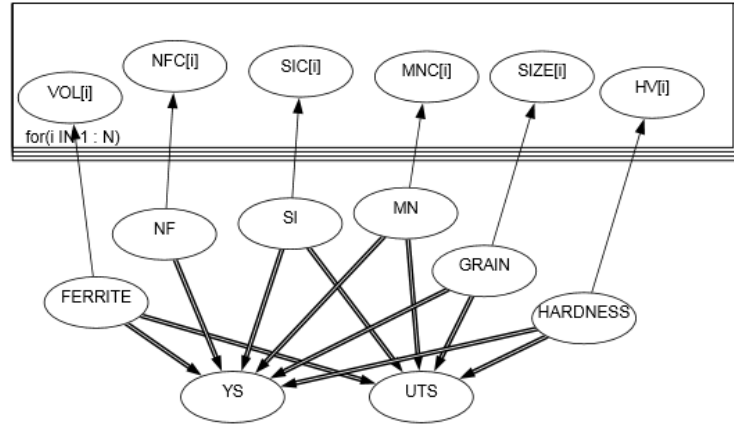 NFC[i]
SIC[i]
MNC[i]
SIZE[i]
HV[i]
VOL[i]
for(i IN 1 : N)
NF
SI
MN
GRAIN
FERRITE
HARDNESS
YS
UTS